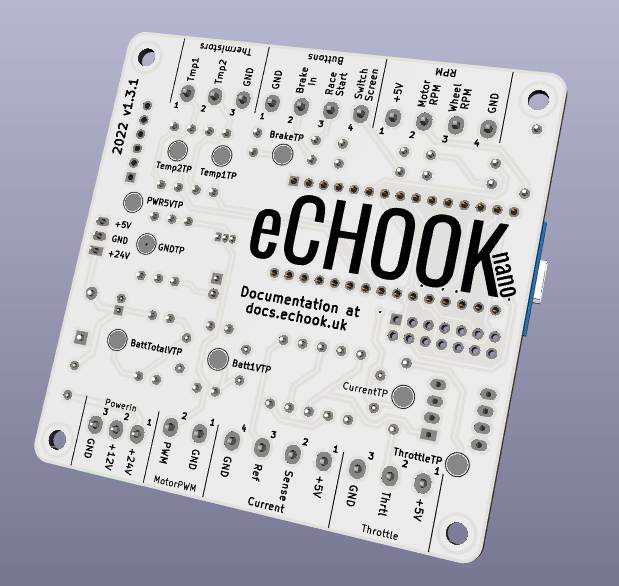 Thermistors
Buttons
RPM
Tmp1
Tmp2
GND
GND
Brake
In
Race
Start
Switch
Screen
+5V
Motor
RPM
Wheel
RPM
GND
1
2
3
1
2
3
4
1
2
3
4
2022 v1.3.1
BrakeTP
Temp2TP
Temp1TP
PWR5VTP
+5V
GND
+24V
GNDTP
eCHOOK
nano
Documentation at
docs.echook.uk
BattTotalVTP
Batt1VTP
CurrentTP
ThrottleTP
PowerIn
3
2
1
2
1
4
3
2
1
3
2
1
GND
+12V
+24V
PWM
GND
GND
Ref
Sense
+5V
GND
Thrtl
+5V
MotorPWM
Current
Throttle